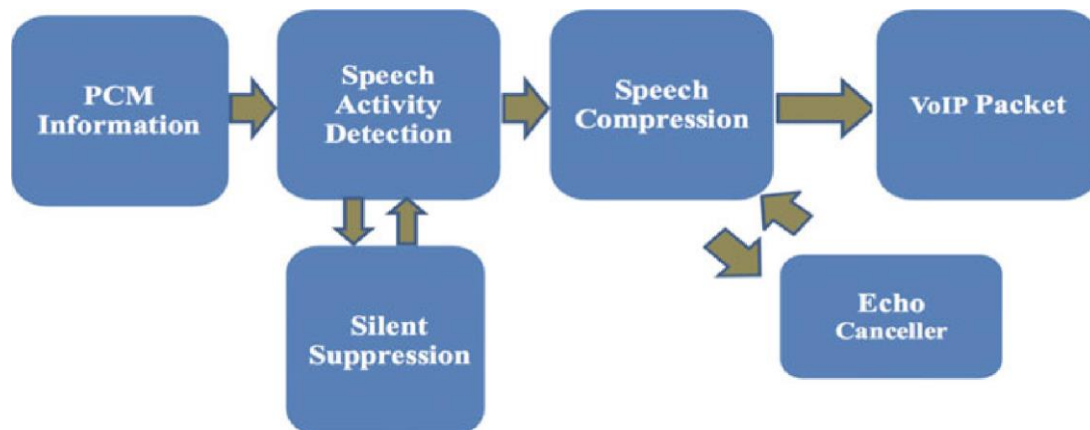 PCM
Information
Speech
Activity
Detection
Speech
Compression
VoIP Packet
Silent
Suppression
Echo
Canceller